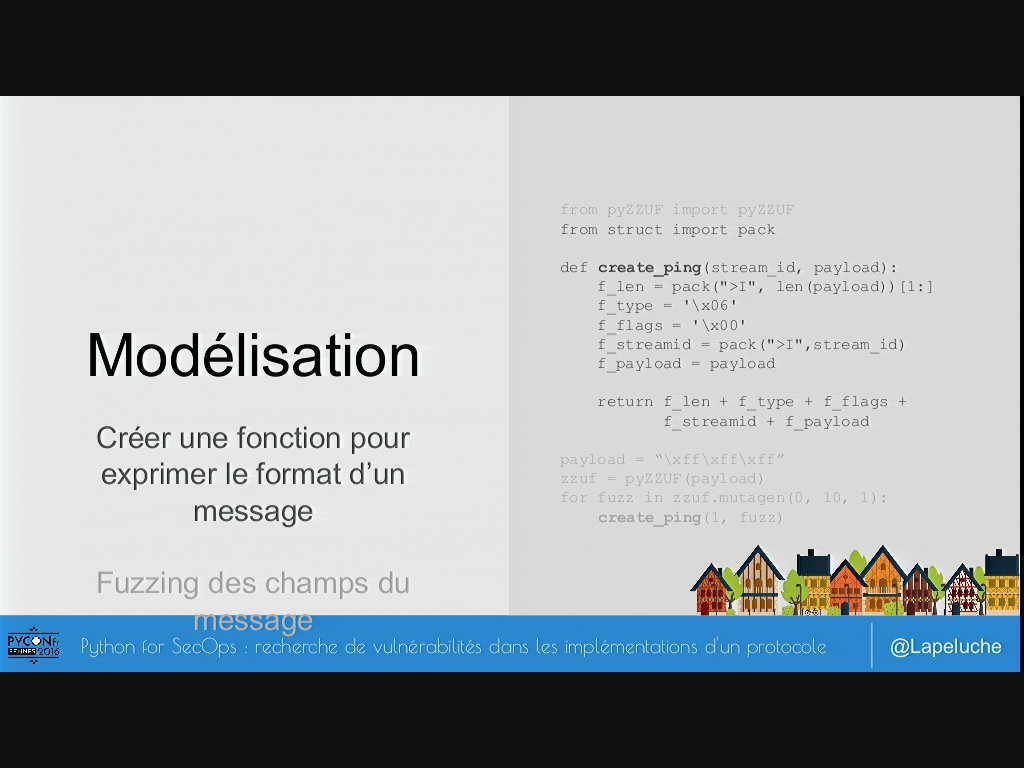 Modélisation
Créer une fonction pour
exprimer le format d’un
message
Fuzzing des champs du
message
from pyZZUF import pyZZUF
from struct import pack
def create_ping(stream_id, payload):
f_len = pack(">I", len(payload))[1:]
f_type = '\x06'
f_flags = '\x00'
f_streamid = pack(">I",stream_id)
f_payload = payload
return f_len + f_type + f_flags +
f_streamid + f_payload
payload = “\xff\xff\xff”
zzuf = pyZZUF(payload)
for fuzz in zzuf.mutagen(0, 10, 1):
create_ping(1, fuzz)
PYCON.fr
RENNES 2016
Python for SecOps : recherche de vulnérabilités dans les implémentations d'un protocole
@Lapeluche